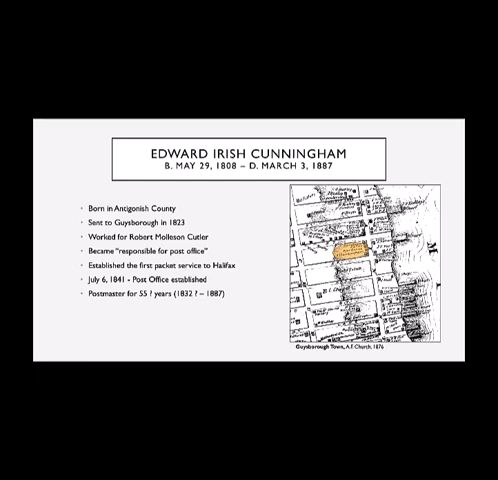 EDWARD IRISH CUNNINGHAM
B. MAY 29, 1808 – D. MARCH 3, 1887
Born in Antigonish County
Sent to Guysborough in 1823
Worked for Robert Molleson Cutler
Became "responsible for post office"
Established the first packet service to Halifax
July 6, 1841 - Post Office established
Postmaster for 55 ? years (1832 ? – 1887)
Guysborough Town, A.F. Church, 1876